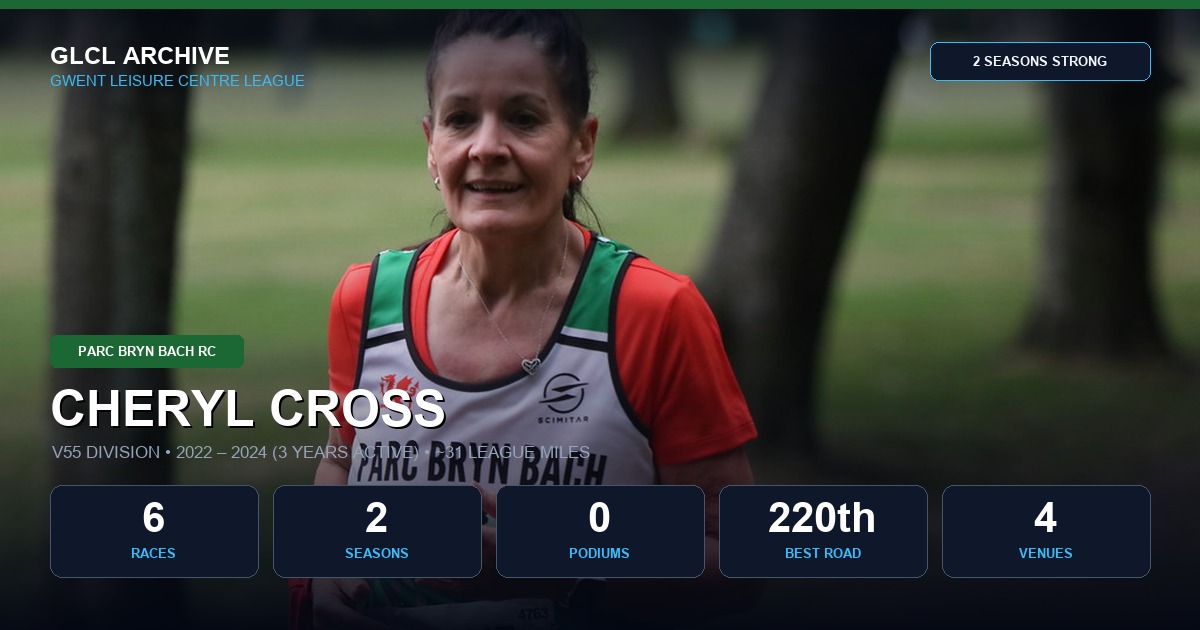 GLCL ARCHIVE
GWENT LEISURE CENTRE LEAGUE
2 SEASONS STRONG
PARC BRYN BACH RC
CHERYL CROSS
V55 DIVISION • 2022 – 2024 (3 YEARS ACTIVE) • ~31 LEAGUE MILES
SCIMITAR
PARC BRYN BACH
6
RACES
2
SEASONS
0
PODIUMS
220th
BEST ROAD
4
VENUES
4763